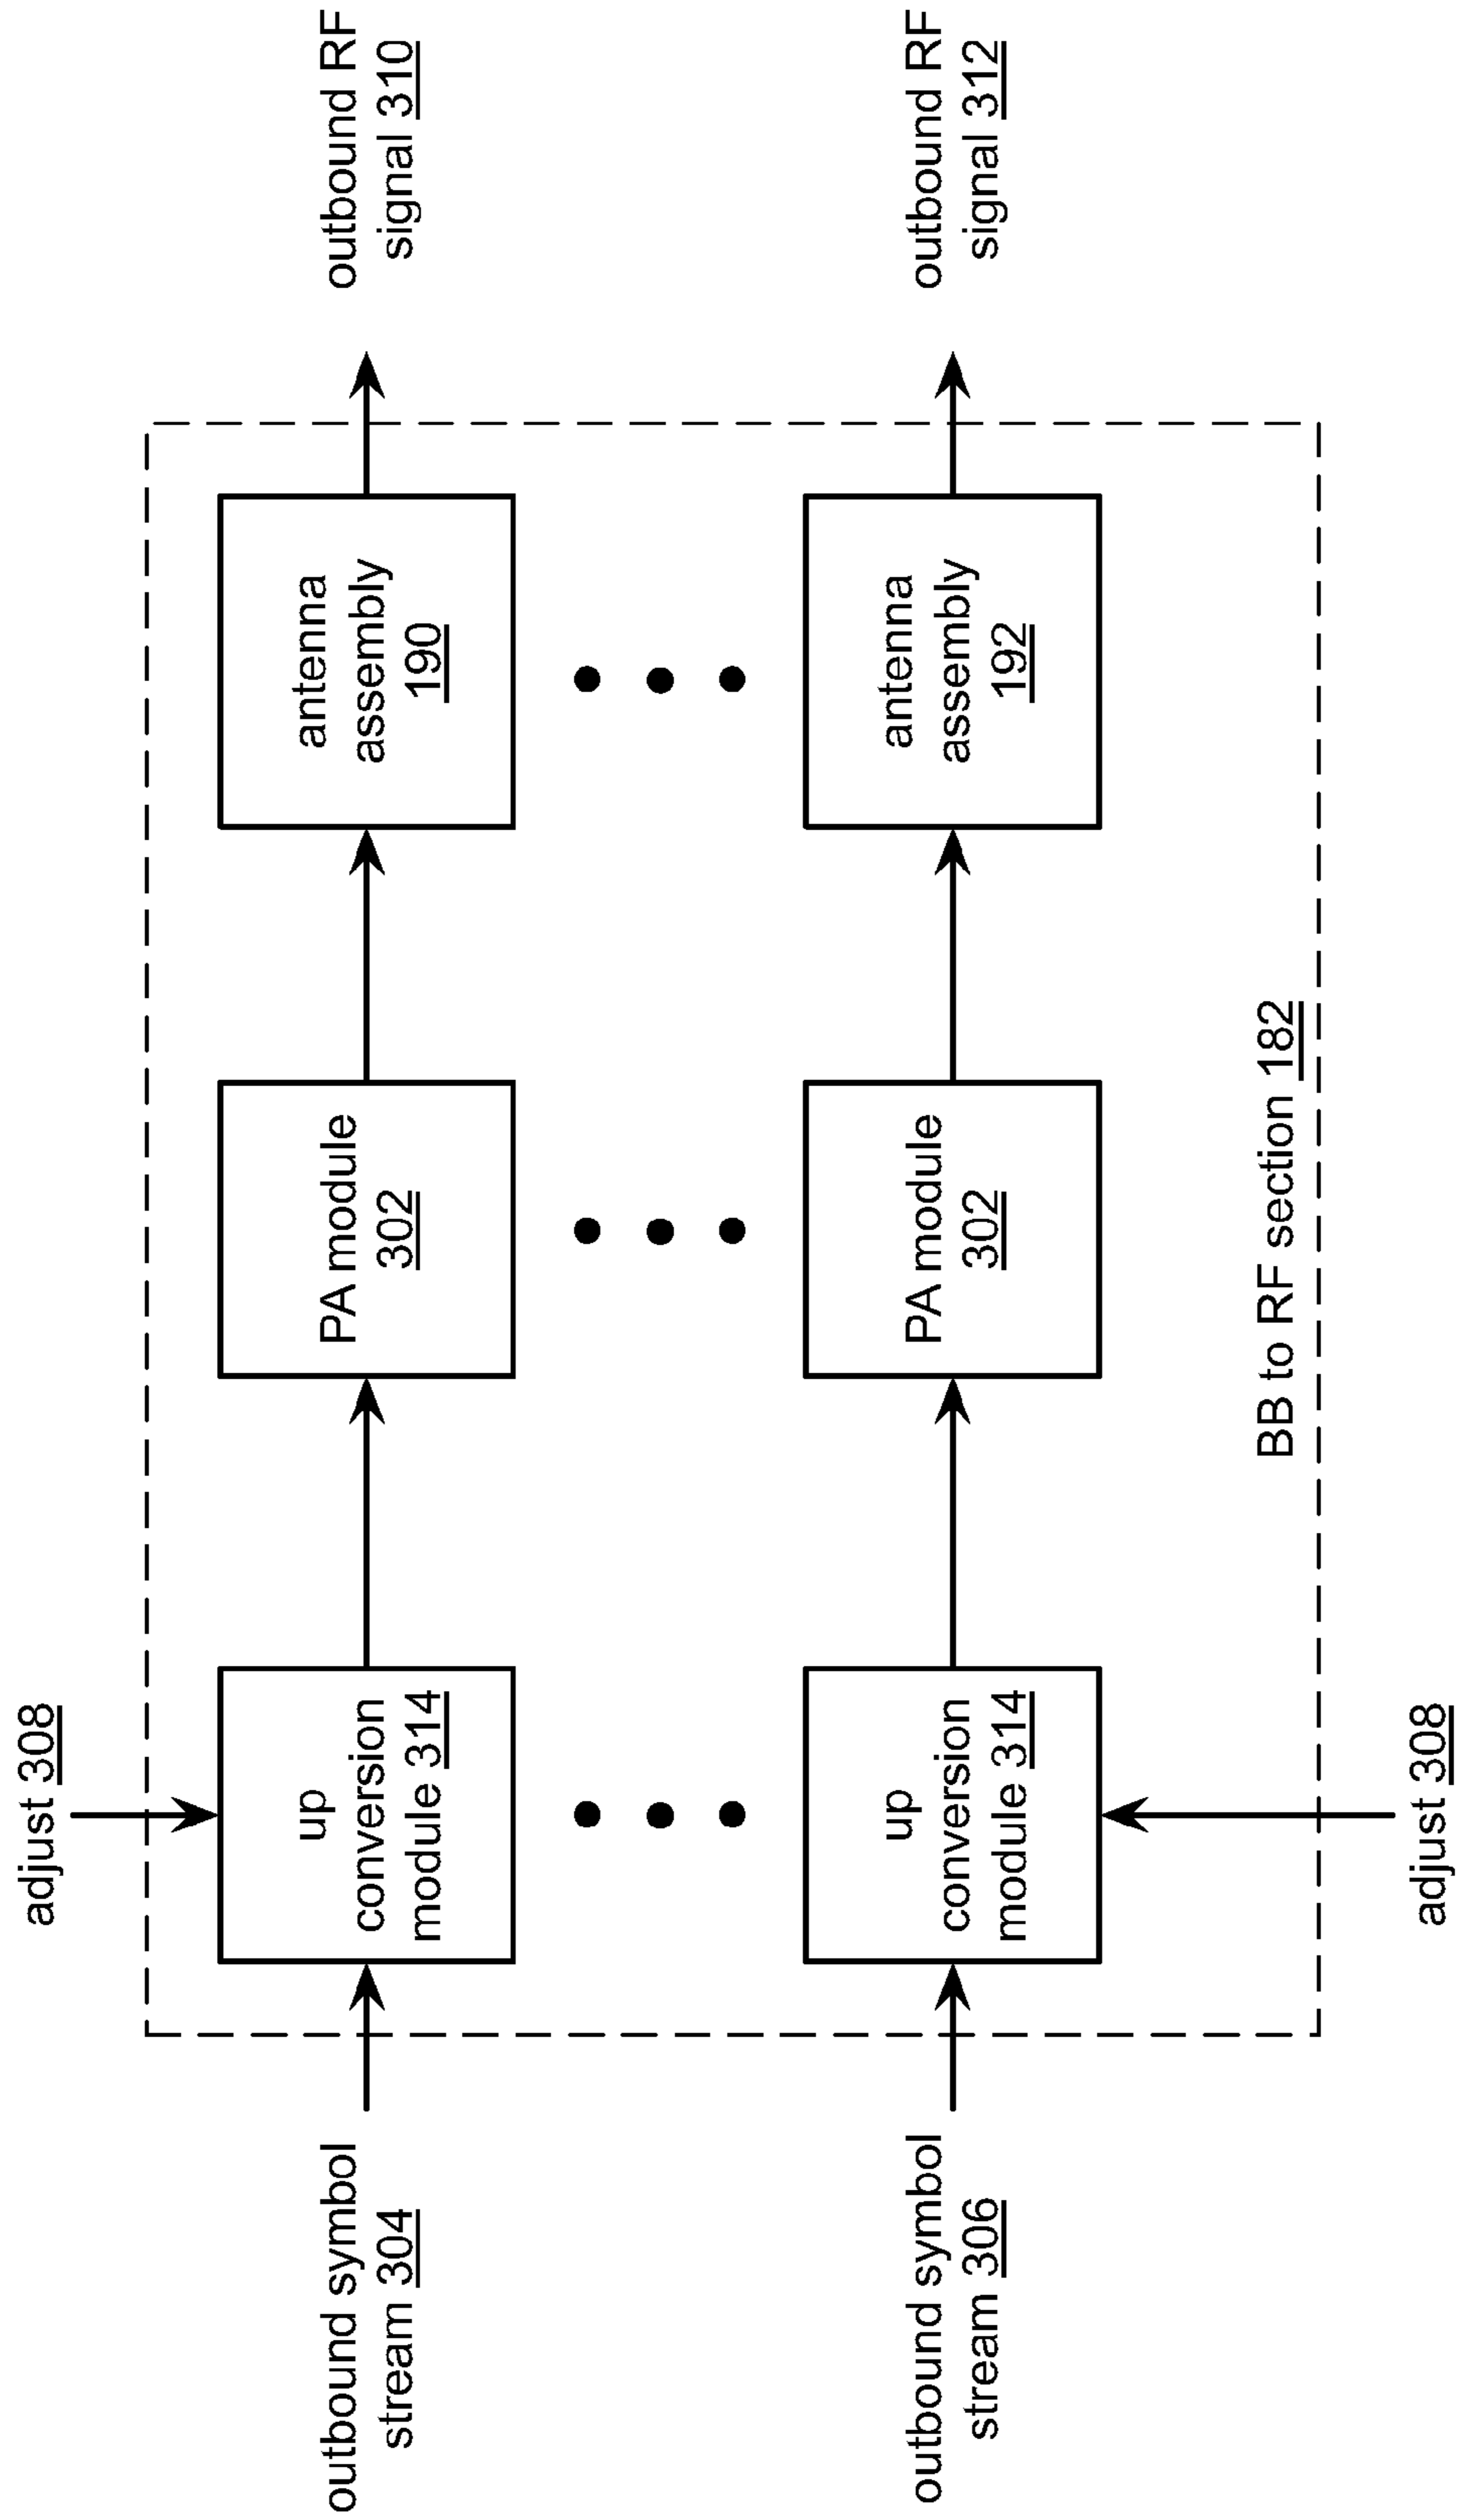 adjust 308
outbound symbol
stream 304
up
conversion
module 314
PA module
302
antenna
assembly
190
outbound RF
signal 310
outbound symbol
stream 306
up
conversion
module 314
PA module
302
antenna
assembly
192
outbound RF
signal 312
BB to RF section 182
adjust 308